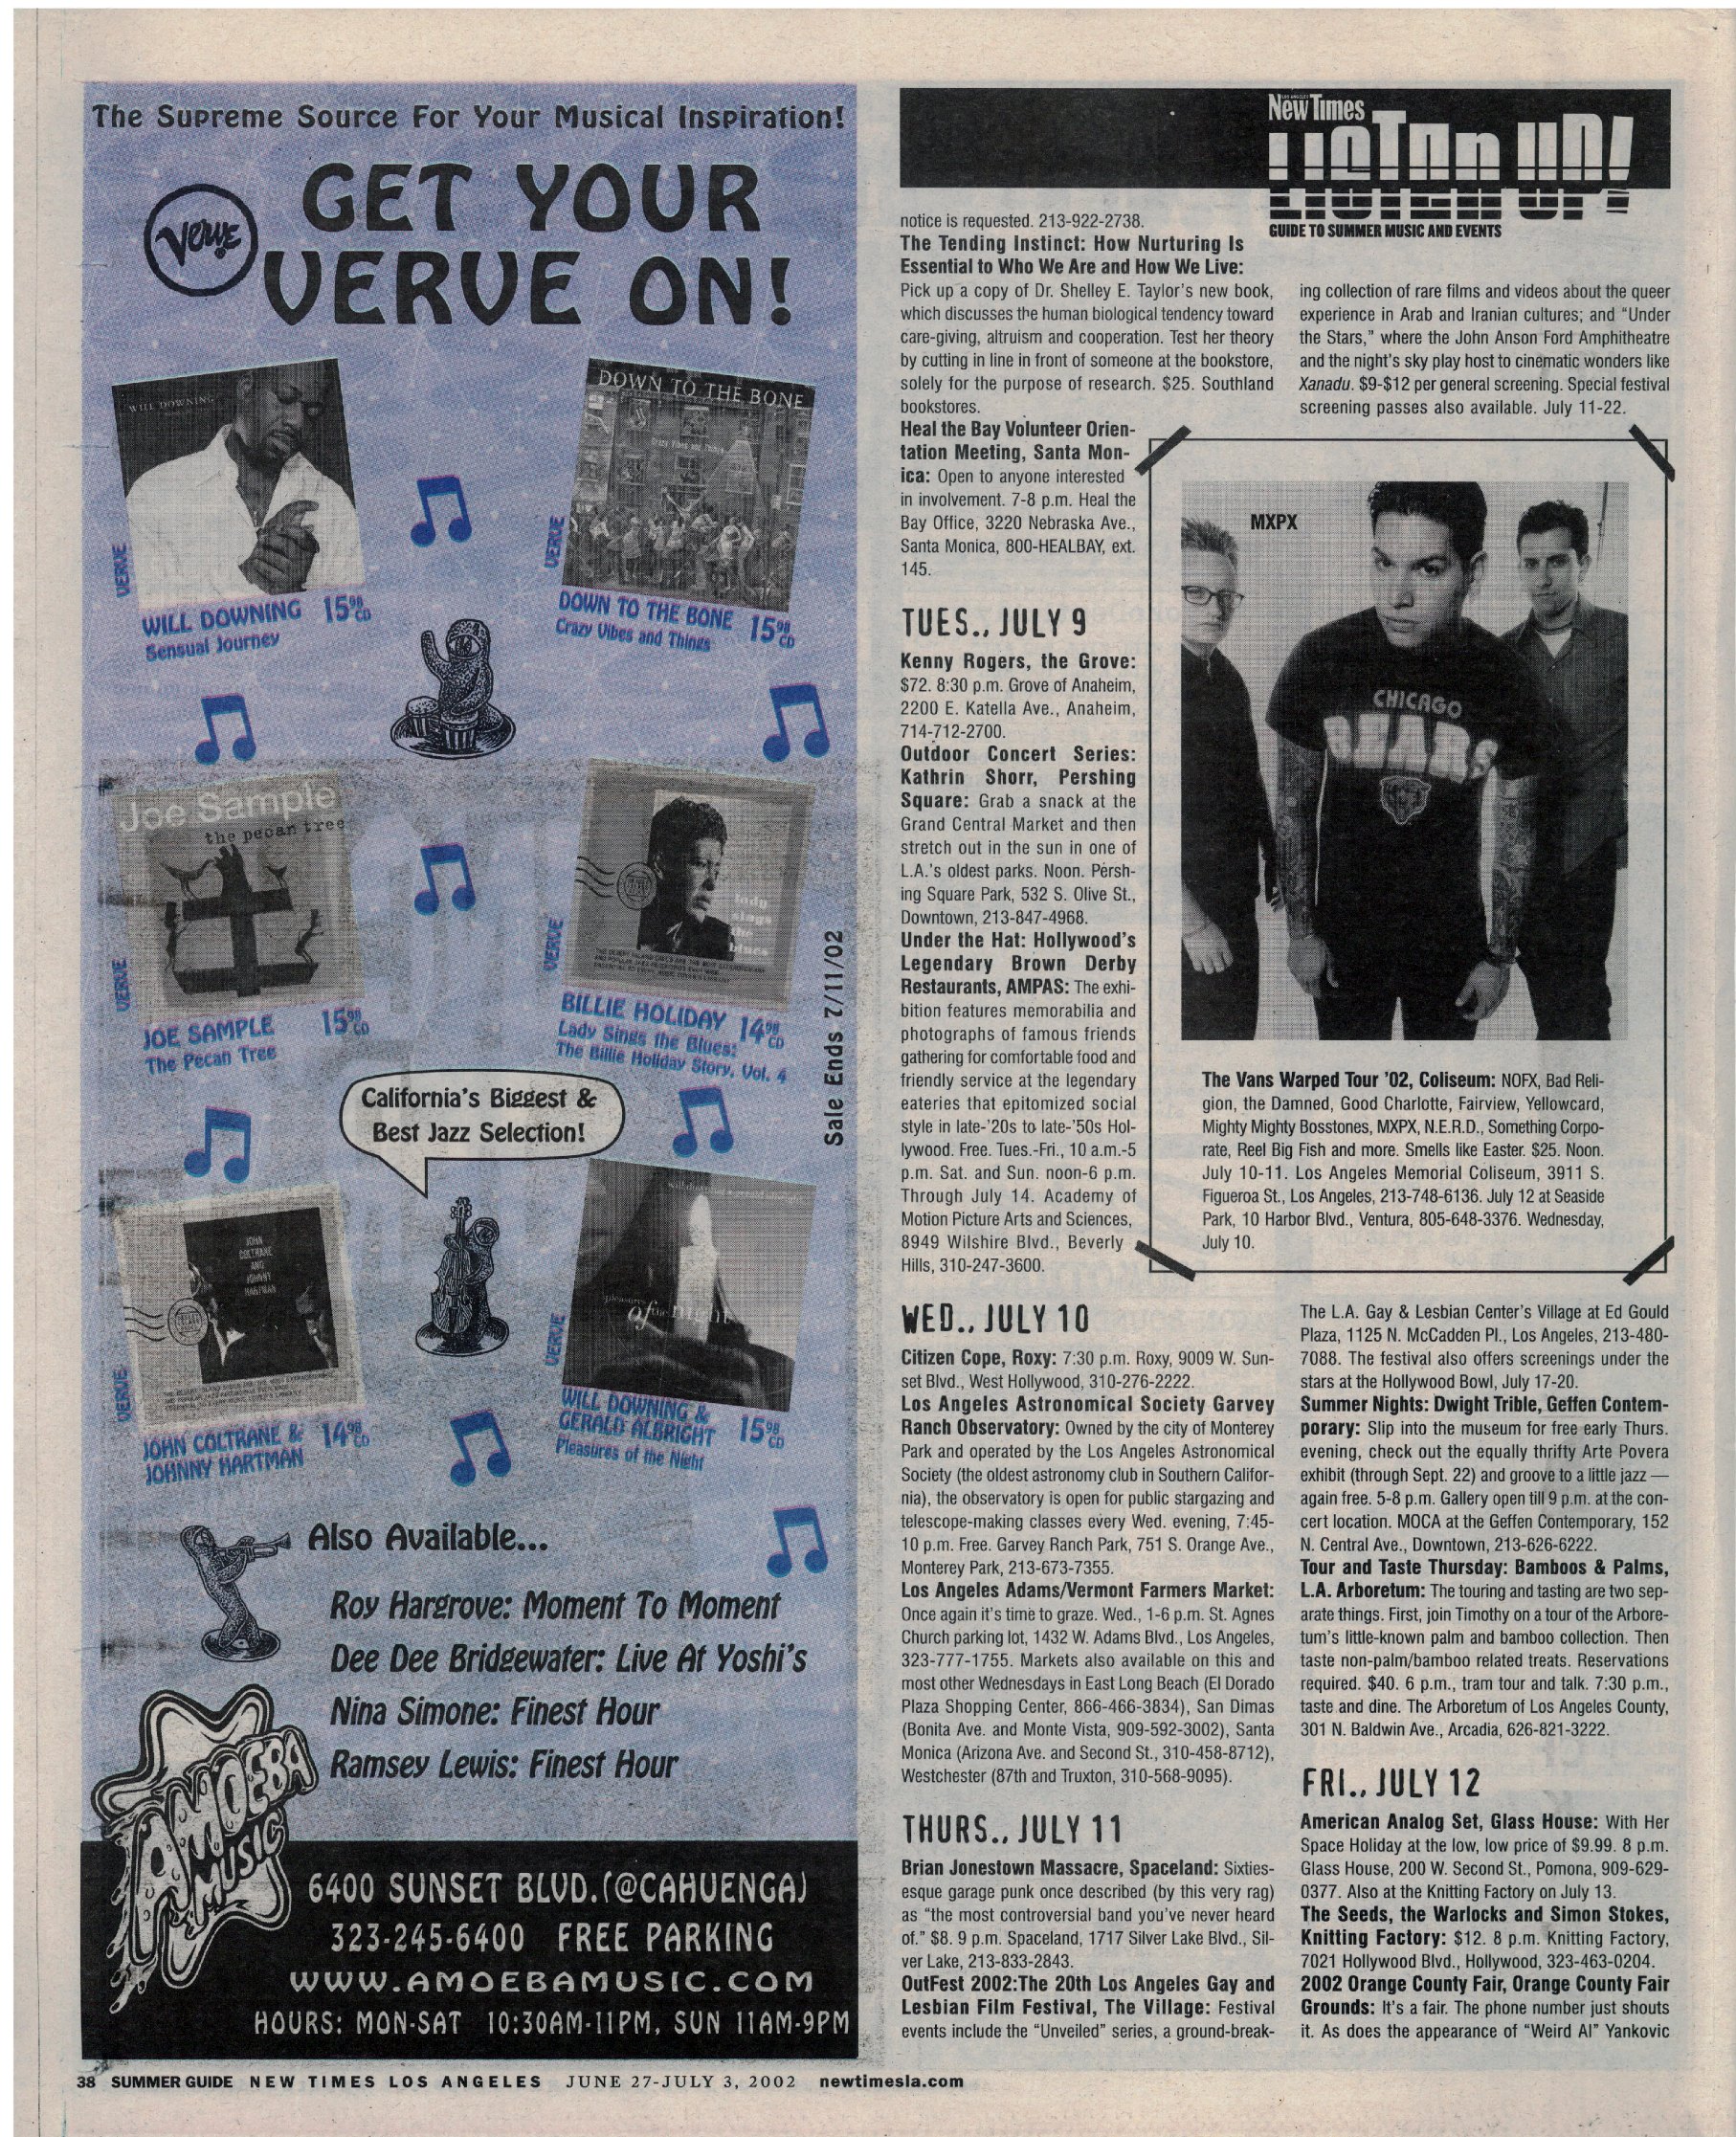 The Supreme Source For Your Musical Inspiration!
GET YOUR
VERVE ON!
Verve
WILL DOWNING
VERVE
WILL DOWNING 15.98 CD
Sensual Journey
DOWN TO THE BONE
VERVE
DOWN TO THE BONE 15.98 CD
Crazy Vibes and Things
Joe Sample
the pecan tree
VERVE
JOE SAMPLE 15.98 CD
The Pecan Tree
lady
sings
the
blues
VERVE
BILLIE HOLIDAY 14.98 CD
Lady Sings the Blues:
The Billie Holiday Story, Vol. 4
Sale Ends 7/11/02
California's Biggest &
Best Jazz Selection!
JOHN
COLTRANE
AND
JOHNNY
HARTMAN
VERVE
JOHN COLTRANE & 14.98 CD
JOHNNY HARTMAN
pleasures
of the night
VERVE
WILL DOWNING &
GERALD ALBRIGHT 15.98 CD
Pleasures of the Night
Also Available...
Roy Hargrove: Moment To Moment
Dee Dee Bridgewater: Live At Yoshi's
Nina Simone: Finest Hour
Ramsey Lewis: Finest Hour
AMOEBA
MUSIC
6400 SUNSET BLVD.(@CAHUENGA)
323-245-6400 FREE PARKING
WWW.AMOEBAMUSIC.COM
HOURS: MON-SAT 10:30AM-11PM, SUN 11AM-9PM
New Times
LISTEN UP!
GUIDE TO SUMMER MUSIC AND EVENTS
notice is requested. 213-922-2738.
The Tending Instinct: How Nurturing Is
Essential to Who We Are and How We Live:
Pick up a copy of Dr. Shelley E. Taylor's new book,
which discusses the human biological tendency toward
care-giving, altruism and cooperation. Test her theory
by cutting in line in front of someone at the bookstore,
solely for the purpose of research. $25. Southland
bookstores.
Heal the Bay Volunteer Orien-
tation Meeting, Santa Mon-
ica: Open to anyone interested
in involvement. 7-8 p.m. Heal the
Bay Office, 3220 Nebraska Ave.,
Santa Monica, 800-HEALBAY, ext.
145.
TUES., JULY 9
Kenny Rogers, the Grove:
$72. 8:30 p.m. Grove of Anaheim,
2200 E. Katella Ave., Anaheim,
714-712-2700.
Outdoor Concert Series:
Kathrin Shorr, Pershing
Square: Grab a snack at the
Grand Central Market and then
stretch out in the sun in one of
L.A.'s oldest parks. Noon. Persh-
ing Square Park, 532 S. Olive St.,
Downtown, 213-847-4968.
Under the Hat: Hollywood's
Legendary Brown Derby
Restaurants, AMPAS: The exhi-
bition features memorabilia and
photographs of famous friends
gathering for comfortable food and
friendly service at the legendary
eateries that epitomized social
style in late-'20s to late-'50s Hol-
lywood. Free. Tues.-Fri., 10 a.m.-5
p.m. Sat. and Sun. noon-6 p.m.
Through July 14. Academy of
Motion Picture Arts and Sciences,
8949 Wilshire Blvd., Beverly
Hills, 310-247-3600.
WED., JULY 10
Citizen Cope, Roxy: 7:30 p.m. Roxy, 9009 W. Sun-
set Blvd., West Hollywood, 310-276-2222.
Los Angeles Astronomical Society Garvey
Ranch Observatory: Owned by the city of Monterey
Park and operated by the Los Angeles Astronomical
Society (the oldest astronomy club in Southern Califor-
nia), the observatory is open for public stargazing and
telescope-making classes every Wed. evening, 7:45-
10 p.m. Free. Garvey Ranch Park, 751 S. Orange Ave.,
Monterey Park, 213-673-7355.
Los Angeles Adams/Vermont Farmers Market:
Once again it's time to graze. Wed., 1-6 p.m. St. Agnes
Church parking lot, 1432 W. Adams Blvd., Los Angeles,
323-777-1755. Markets also available on this and
most other Wednesdays in East Long Beach (El Dorado
Plaza Shopping Center, 866-466-3834), San Dimas
(Bonita Ave. and Monte Vista, 909-592-3002), Santa
Monica (Arizona Ave. and Second St., 310-458-8712),
Westchester (87th and Truxton, 310-568-9095).
THURS., JULY 11
Brian Jonestown Massacre, Spaceland: Sixties-
esque garage punk once described (by this very rag)
as "the most controversial band you've never heard
of." $8. 9 p.m. Spaceland, 1717 Silver Lake Blvd., Sil-
ver Lake, 213-833-2843.
OutFest 2002:The 20th Los Angeles Gay and
Lesbian Film Festival, The Village: Festival
events include the "Unveiled" series, a ground-break-
ing collection of rare films and videos about the queer
experience in Arab and Iranian cultures; and "Under
the Stars," where the John Anson Ford Amphitheatre
and the night's sky play host to cinematic wonders like
Xanadu. $9-$12 per general screening. Special festival
screening passes also available. July 11-22.
MXPX
CHICAGO
BEARS
The Vans Warped Tour '02, Coliseum: NOFX, Bad Reli-
gion, the Damned, Good Charlotte, Fairview, Yellowcard,
Mighty Mighty Bosstones, MXPX, N.E.R.D., Something Corpo-
rate, Reel Big Fish and more. Smells like Easter. $25. Noon.
July 10-11. Los Angeles Memorial Coliseum, 3911 S.
Figueroa St., Los Angeles, 213-748-6136. July 12 at Seaside
Park, 10 Harbor Blvd., Ventura, 805-648-3376. Wednesday,
July 10.
The L.A. Gay & Lesbian Center's Village at Ed Gould
Plaza, 1125 N. McCadden Pl., Los Angeles, 213-480-
7088. The festival also offers screenings under the
stars at the Hollywood Bowl, July 17-20.
Summer Nights: Dwight Trible, Geffen Contem-
porary: Slip into the museum for free early Thurs.
evening, check out the equally thrifty Arte Povera
exhibit (through Sept. 22) and groove to a little jazz —
again free. 5-8 p.m. Gallery open till 9 p.m. at the con-
cert location. MOCA at the Geffen Contemporary, 152
N. Central Ave., Downtown, 213-626-6222.
Tour and Taste Thursday: Bamboos & Palms,
L.A. Arboretum: The touring and tasting are two sep-
arate things. First, join Timothy on a tour of the Arbore-
tum's little-known palm and bamboo collection. Then
taste non-palm/bamboo related treats. Reservations
required. $40. 6 p.m., tram tour and talk. 7:30 p.m.,
taste and dine. The Arboretum of Los Angeles County,
301 N. Baldwin Ave., Arcadia, 626-821-3222.
FRI., JULY 12
American Analog Set, Glass House: With Her
Space Holiday at the low, low price of $9.99. 8 p.m.
Glass House, 200 W. Second St., Pomona, 909-629-
0377. Also at the Knitting Factory on July 13.
The Seeds, the Warlocks and Simon Stokes,
Knitting Factory: $12. 8 p.m. Knitting Factory,
7021 Hollywood Blvd., Hollywood, 323-463-0204.
2002 Orange County Fair, Orange County Fair
Grounds: It's a fair. The phone number just shouts
it. As does the appearance of "Weird Al" Yankovic
38 SUMMER GUIDE NEW TIMES LOS ANGELES JUNE 27-JULY 3, 2002 newtimesla.com